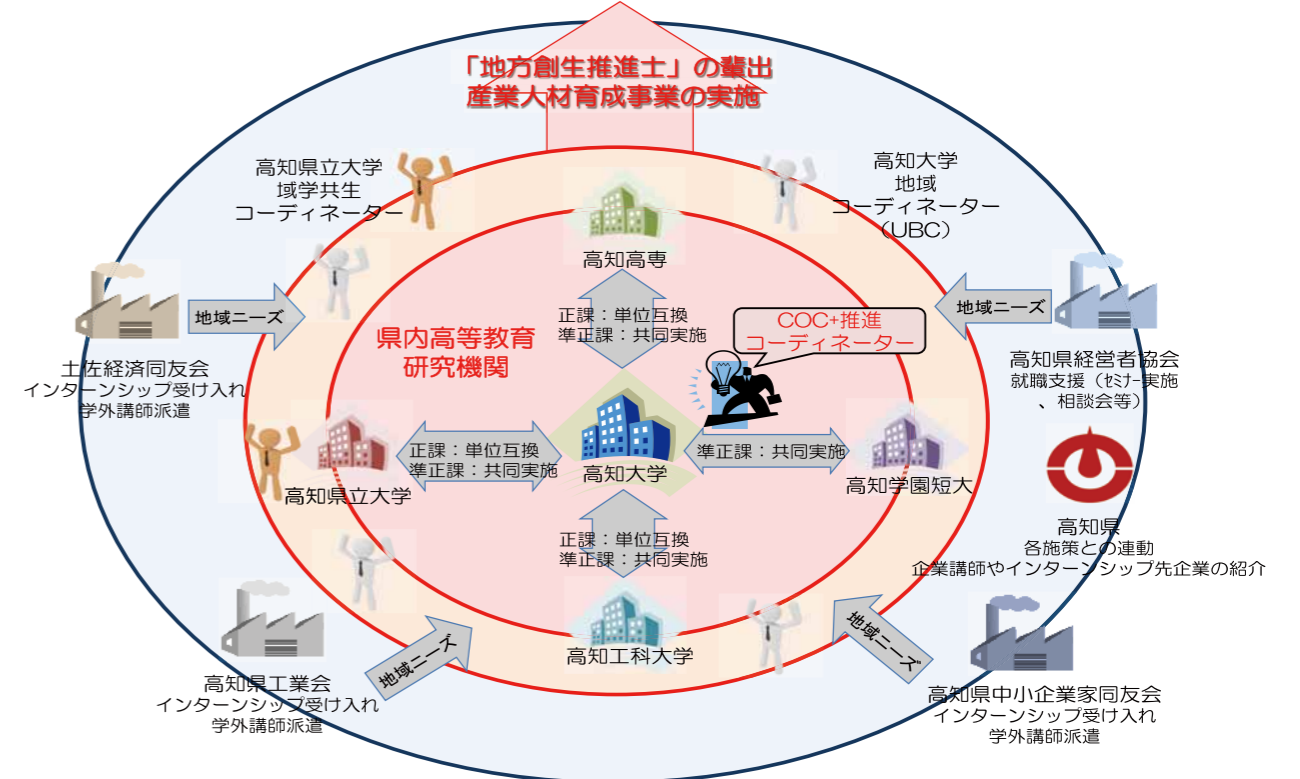 「地方創生推進士」の輩出
産業人材育成事業の実施
高知県立大学
域学共生
コーディネーター
高知大学
地域
コーディネーター
（UBC）
高知高専
地域ニーズ
土佐経済同友会
インターンシップ受け入れ
学外講師派遣
県内高等教育
研究機関
正課：単位互換
準正課：共同実施
COC+推進
コーディネーター
地域ニーズ
高知県経営者協会
就職支援（ｾﾐﾅｰ実施
、相談会等）
正課：単位互換
準正課：共同実施
高知県立大学
高知大学
準正課：共同実施
高知学園短大
高知県
各施策との連動
企業講師やインターンシップ先企業の紹介
正課：単位互換
準正課：共同実施
高知工科大学
地域ニーズ
高知県工業会
インターンシップ受け入れ
学外講師派遣
地域ニーズ
高知県中小企業家同友会
インターンシップ受け入れ
学外講師派遣